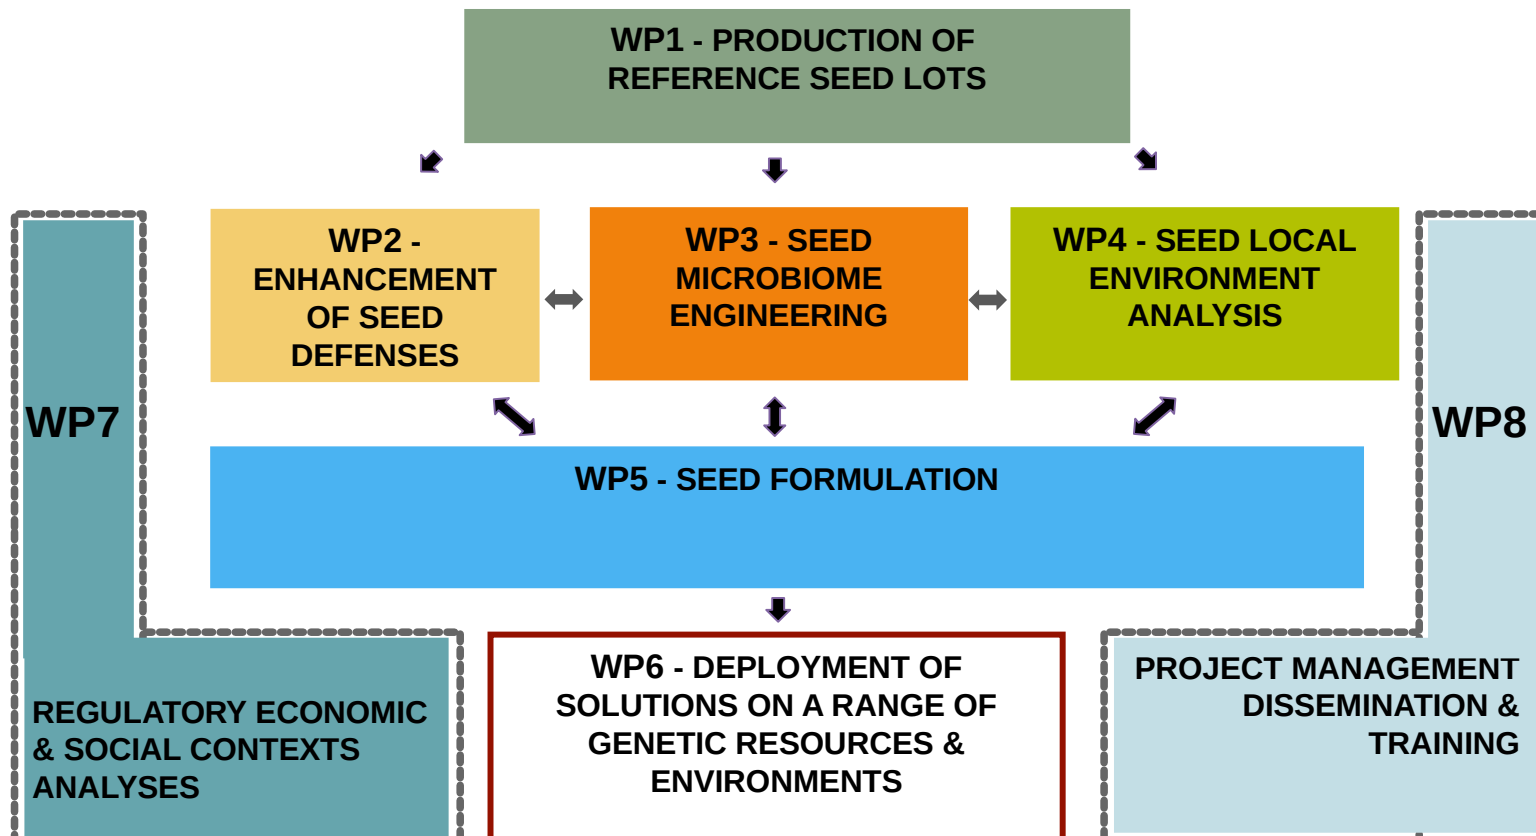 WP1 - PRODUCTION OF
REFERENCE SEED LOTS
WP2 -
ENHANCEMENT
OF SEED
DEFENSES
WP3 - SEED
MICROBIOME
ENGINEERING
WP4 - SEED LOCAL
ENVIRONMENT
ANALYSIS
WP7
WP8
WP5 - SEED FORMULATION
REGULATORY ECONOMIC
& SOCIAL CONTEXTS
ANALYSES
WP6 - DEPLOYMENT OF
SOLUTIONS ON A RANGE OF
GENETIC RESOURCES &
ENVIRONMENTS
PROJECT MANAGEMENT
DISSEMINATION &
TRAINING